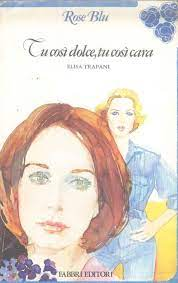 Rose Blu
Tu così dolce, tu così cara
ELISA TRAPANI
FABBRI EDITORI